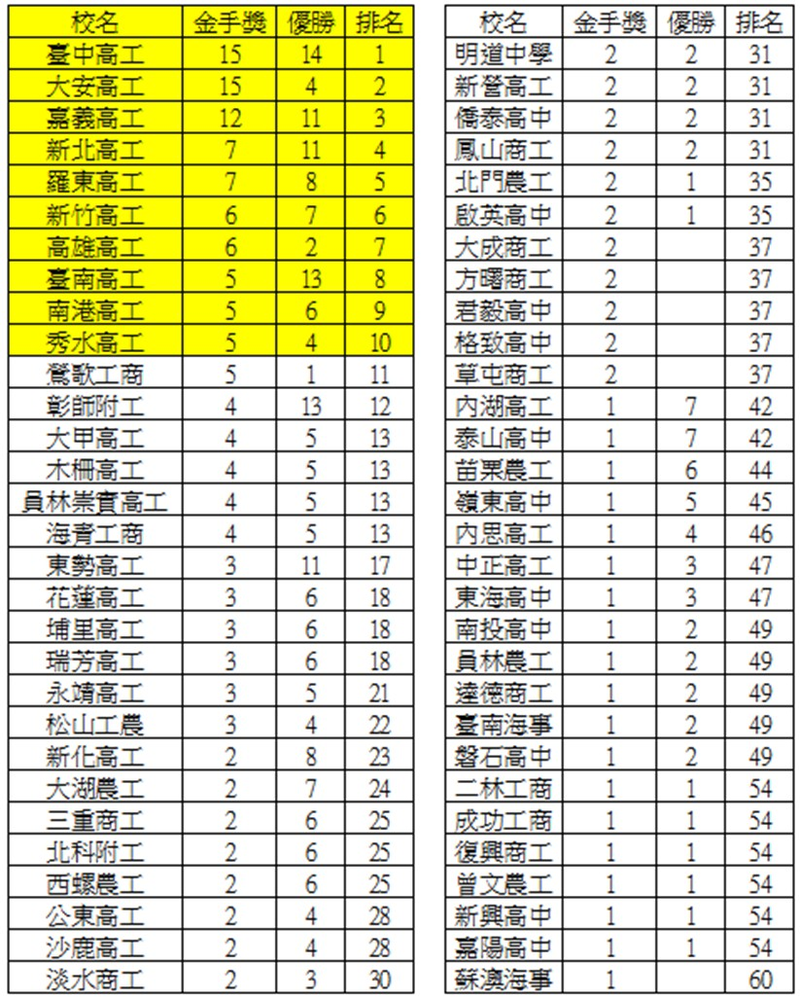 校名 金手獎 優勝 排名
臺中高工 15 14 1
大安高工 15 4 2
嘉義高工 12 11 3
新北高工 7 11 4
羅東高工 7 8 5
新竹高工 6 7 6
高雄高工 6 2 7
臺南高工 5 13 8
南港高工 5 6 9
秀水高工 5 4 10
鶯歌工商 5 1 11
彰師附工 4 13 12
大甲高工 4 5 13
木柵高工 4 5 13
員林崇實高工 4 5 13
海青工商 4 5 13
東勢高工 3 11 17
花蓮高工 3 6 18
埔里高工 3 6 18
瑞芳高工 3 6 18
永靖高工 3 5 21
松山工農 3 4 22
新化高工 2 8 23
大湖農工 2 7 24
三重商工 2 6 25
北科附工 2 6 25
西螺農工 2 6 25
公東高工 2 4 28
沙鹿高工 2 4 28
淡水商工 2 3 30
校名 金手獎 優勝 排名
明道中學 2 2 31
新營高工 2 2 31
僑泰高中 2 2 31
鳳山商工 2 2 31
北門農工 2 1 35
啟英高中 2 1 35
大成商工 2 37
方曙商工 2 37
君毅高中 2 37
格致高中 2 37
草屯商工 2 37
內湖高工 1 7 42
泰山高中 1 7 42
苗栗農工 1 6 44
嶺東高中 1 5 45
內思高工 1 4 46
中正高工 1 3 47
東海高中 1 3 47
南投高中 1 2 49
員林農工 1 2 49
達德商工 1 2 49
臺南海事 1 2 49
磐石高中 1 2 49
二林工商 1 1 54
成功工商 1 1 54
復興商工 1 1 54
曾文農工 1 1 54
新興高中 1 1 54
嘉陽高中 1 1 54
蘇澳海事 1 60